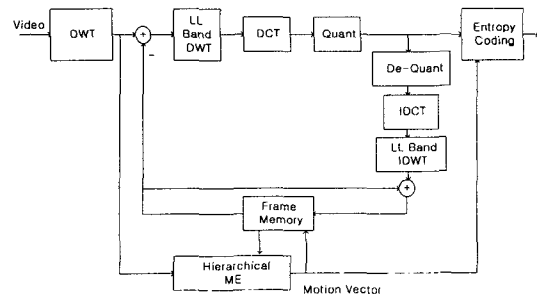 Video
DWT
+
−
LL
Band
DWT
DCT
Quant
Entropy
Coding
De-Quant
IDCT
LL Band
IDWT
+
Frame
Memory
Hierarchical
ME
Motion Vector